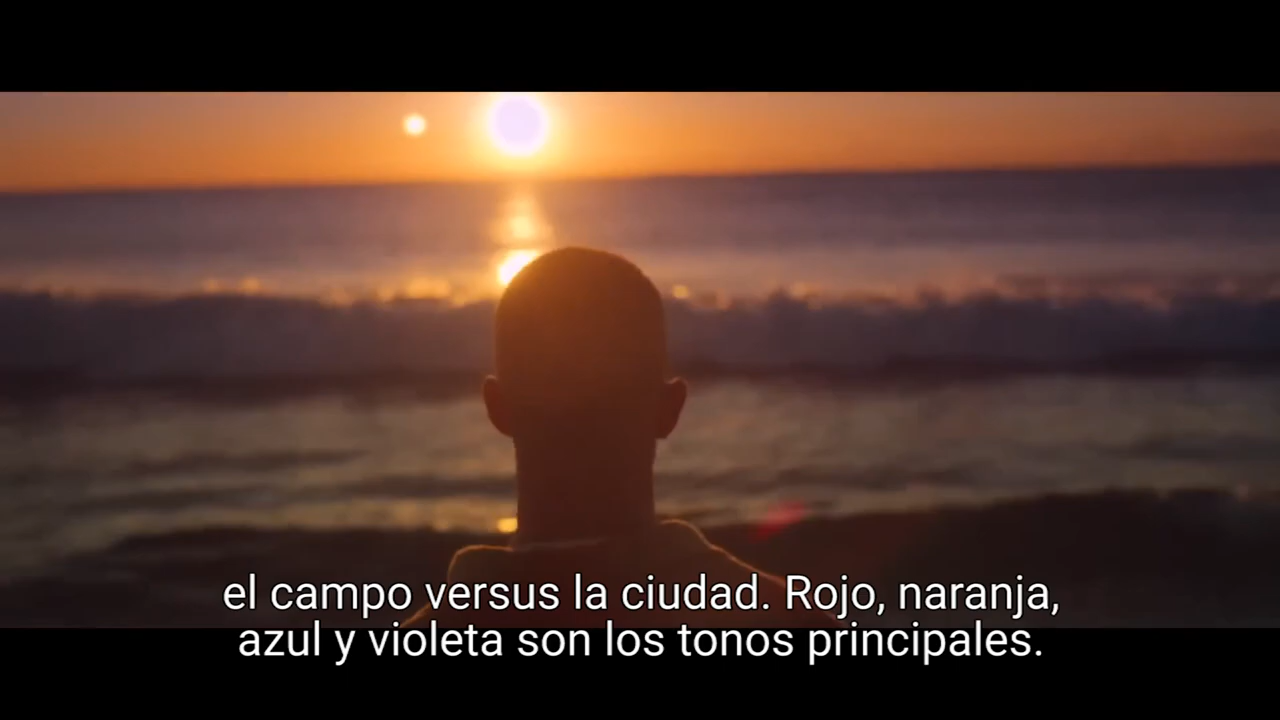 el campo versus la ciudad. Rojo, naranja,
azul y violeta son los tonos principales.